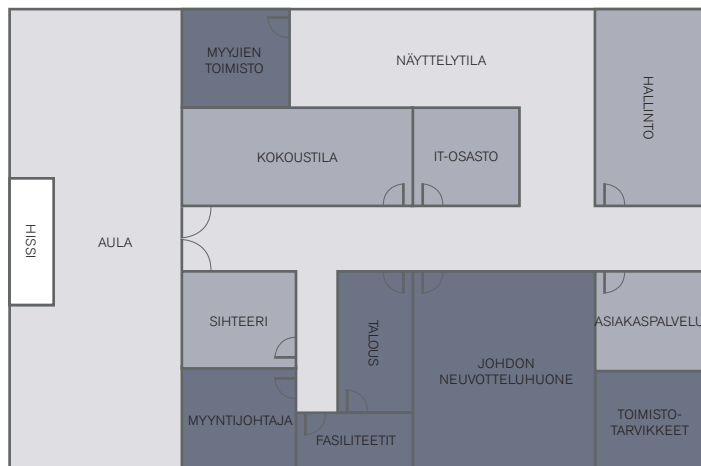 MYYJIEN
TOIMISTO
NÄYTTELYTILA
HALLINTO
KOKOUSTILA
IT-OSASTO
HISSI
AULA
SIHTEERI
TALOUS
JOHDON
NEUVOTTELUHUONE
ASIAKASPALVELU
MYYNTIJOHTAJA
FASILITEETIT
TOIMISTO-
TARVIKKEET